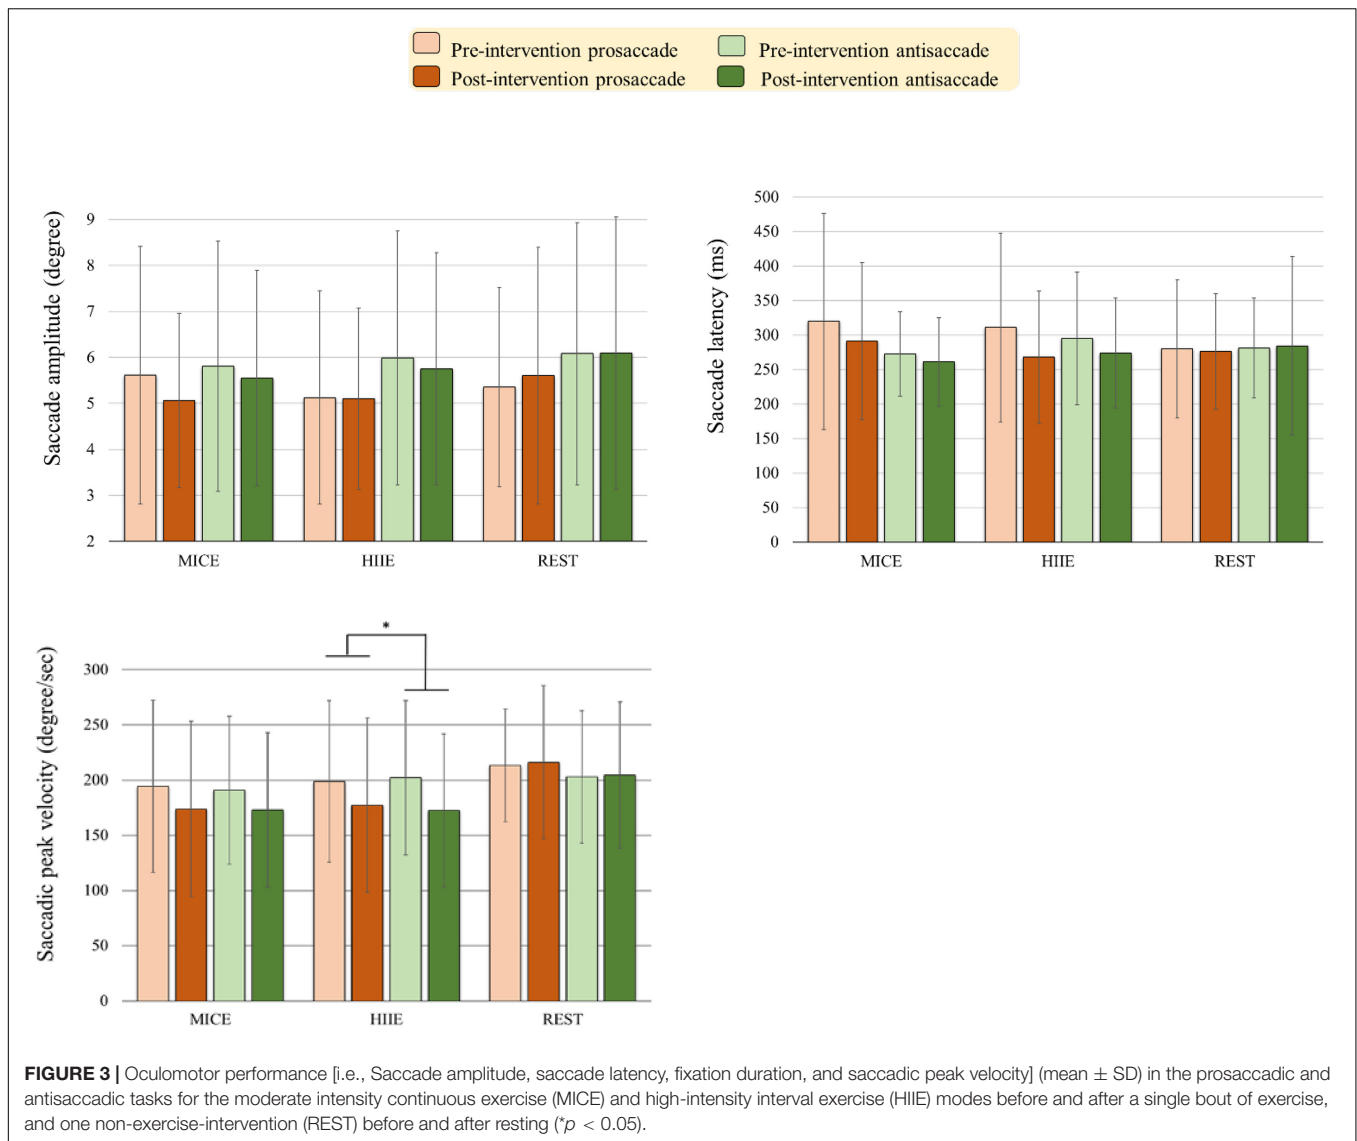 Pre-intervention prosaccade
Pre-intervention antisaccade
Post-intervention prosaccade
Post-intervention antisaccade
Saccade amplitude (degree)
9
8
7
6
5
4
3
2
MICE
HIIE
REST
Saccade latency (ms)
500
450
400
350
300
250
200
150
100
50
0
MICE
HIIE
REST
Saccadic peak velocity (degree/sec)
*
300
250
200
150
100
50
0
MICE
HIIE
REST
FIGURE 3 | Oculomotor performance [i.e., Saccade amplitude, saccade latency, fixation duration, and saccadic peak velocity] (mean ± SD) in the prosaccadic and
antisaccadic tasks for the moderate intensity continuous exercise (MICE) and high-intensity interval exercise (HIIE) modes before and after a single bout of exercise,
and one non-exercise-intervention (REST) before and after resting (*p < 0.05).